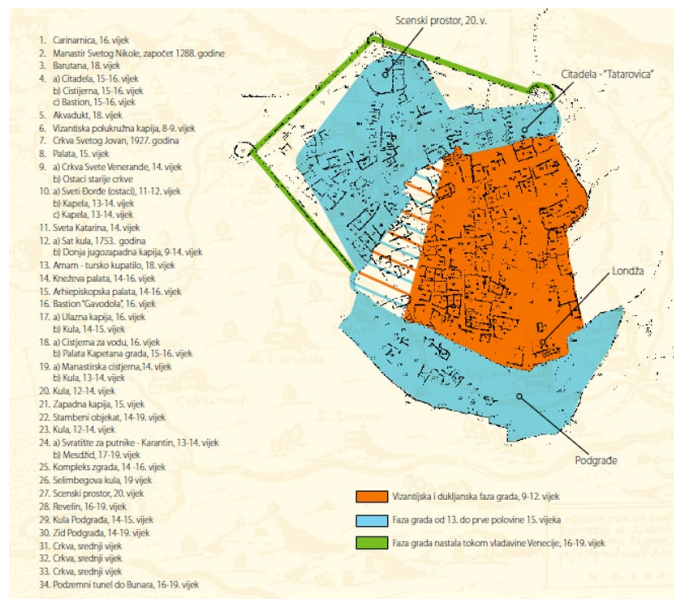 1. Carinarnica, 16. vijek
2. Manastir Svetog Nikole, započet 1288. godine
3. Barutana, 18. vijek
4. a) Citadela, 15-16. vijek
b) Cistijerna, 15-16. vijek
c) Bastion, 15-16. vijek
5. Akvadukt, 18. vijek
6. Vizantiska polukružna kapija, 8-9. vijek
7. Crkva Svetog Jovan, 1927. godina
8. Palata, 15. vijek
9. a) Crkva Svete Venerande, 14. vijek
b) Ostaci starije crkve
10. a) Sveti Đorđe (ostaci), 11-12. vijek
b) Kapela, 13-14. vijek
c) Kapela, 13-14. vijek
11. Sveta Katarina, 14. vijek
12. a) Sat kula, 1753. godina
b) Donja jugozapadna kapija, 9-14. vijek
13. Amam - tursko kupatilo, 18. vijek
14. Kneževa palata, 14-16. vijek
15. Arhiepiskopska palata, 14-16. vijek
16. Bastion "Gavodola", 16. vijek
17. a) Ulazna kapija, 16. vijek
b) Kula, 14-15. vijek
18. a) Cistjerna za vodu, 16. vijek
b) Palata Kapetana grada, 15-16. vijek
19. a) Manastirska cistjerna,14. vijek
b) Kula, 13-14. vijek
20. Kula, 12-14. vijek
21. Zapadna kapija, 15. vijek
22. Stambeni objekat, 14-19. vijek
23. Kula, 12-14. vijek
24. a) Svratište za putnike - Karantin, 13-14. vijek
b) Mesdžid, 17-19. vijek
25. Kompleks zgrada, 14 -16. vijek
26. Selimbegova kula, 19 vijek
27. Scenski prostor, 20. vijek
28. Revelin, 16-19. vijek
29. Kula Podgrađa, 14-15. vijek
30. Zid Podgrađa, 14-19. vijek
31. Crkva, srednji vijek
32. Crkva, srednji vijek
33. Crkva, srednji vijek
34. Podzemni tunel do Bunara, 16-19. vijek
Scenski prostor, 20. v.
Citadela -"Tatarovica"
Londža
Podgrađe
Vizantijska i dukljanska faza grada, 9-12. vijek
Faza grada od 13. do prve polovine 15. vijeka
Faza grada nastala tokom vladavine Venecije, 16-19. vijek